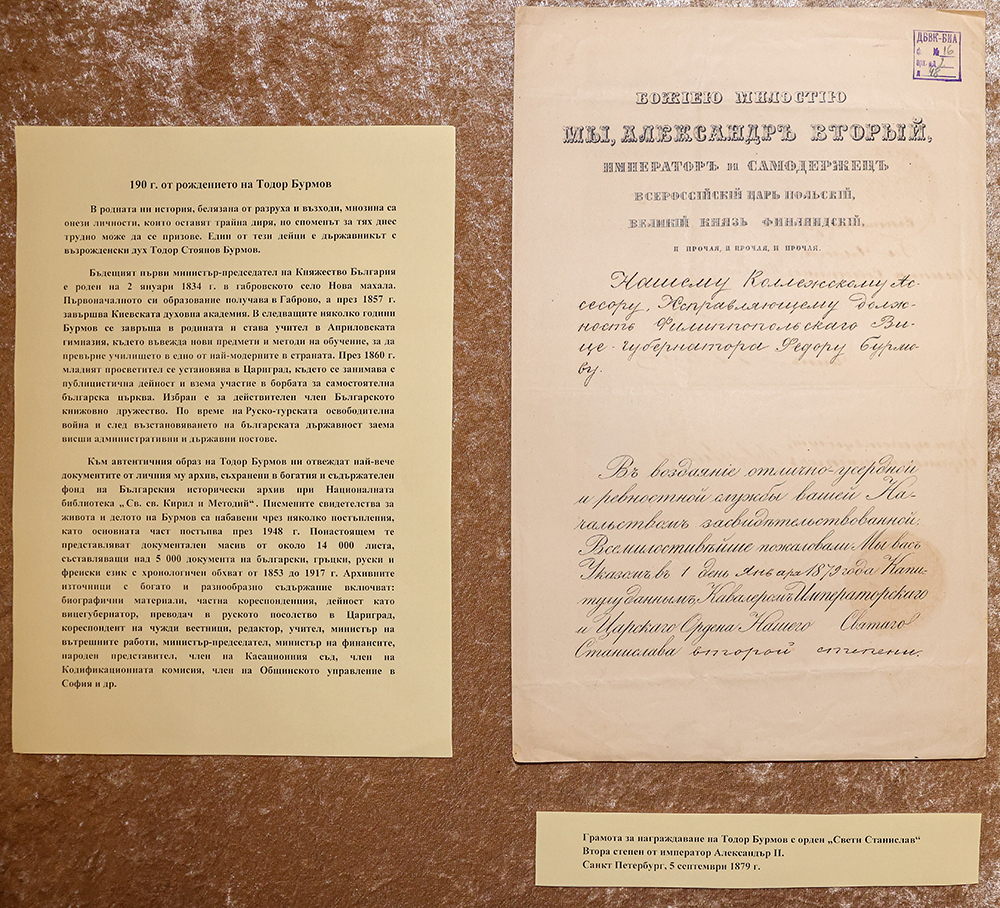 190 г. от рождението на Тодор Бурмов
В родната ни история, белязана от разруха и възходи, мнозина са
онези личности, които оставят трайна диря, но споменът за тях днес
трудно може да се призове. Един от тези дейци е държавникът с
възрожденски дух Тодор Стоянов Бурмов.
Бъдещият първи министър-председател на Княжество България
е роден на 2 януари 1834 г. в габровското село Нова махала.
Първоначалното си образование получава в Габрово, а през 1857 г.
завършва Киевската духовна академия. В следващите няколко години
Бурмов се завръща в родината и става учител в Априловската
гимназия, където въвежда нови предмети и методи на обучение, за да
превърне училището в едно от най-модерните в страната. През 1860 г.
младият просветител се установява в Цариград, където се занимава с
публицистична дейност и взема участие в борбата за самостоятелна
българска църква. Избран е за действителен член Българското
книжовно дружество. По време на Руско-турската освободителна
война и след възстановяването на българската държавност заема
висши административни и държавни постове.
Към автентичния образ на Тодор Бурмов ни отвеждат най-вече
документите от личния му архив, съхранени в богатия и съдържателен
фонд на Българския исторически архив при Националната
библиотека „Св. св. Кирил и Методий“. Писмените свидетелства за
живота и делото на Бурмов са набавени чрез няколко постъпления,
като основната част постъпва през 1948 г. Понастоящем те
представляват документален масив от около 14 000 листа,
съставляващи над 5 000 документа на български, гръцки, руски и
френски език с хронологичен обхват от 1853 до 1917 г. Архивните
източници с богато и разнообразно съдържание включват:
биографични материали, частна кореспонденция, дейност като
вицегубернатор, преводач в руското посолство в Цариград,
кореспондент на чужди вестници, редактор, учител, министър на
вътрешните работи, министър-председател, министър на финансите,
народен представител, член на Касационния съд, член на
Кодификационната комисия, член на Общинското управление в
София и др.
ДБВК-БИА
ф. № 16
арх. ед. 2
л. 95
БОЖІЕЮ МИЛОСТІЮ
МЫ, АЛЕКСАНДРЪ ВТОРЫЙ,
ИМПЕРАТОРЪ и САМОДЕРЖЕЦЪ
ВСЕРОССІЙСКІЙ ЦАРЬ ПОЛЬСКІЙ,
ВЕЛИКІЙ КНЯЗЬ ФИНЛЯНДСКІЙ,
И ПРОЧАЯ, И ПРОЧАЯ, И ПРОЧАЯ.
Нашему Коллежскому Ас-
сесору, Исправляющему долж-
ность Филиппопольскаго Ви-
це-губернатора Федору Бурмо-
ву.
Въ воздаяніе отлично-усердной
и ревностной службы вашей На-
чальствомъ засвидѣтельствованной,
Всемилостивѣйше пожаловали Мы васъ
Указомъ въ 1 день Января 1879 года Капи-
тулу даннымъ, Кавалеромъ Императорскаго
и Царскаго Ордена Нашего Святаго
Станислава второй степени.
Грамота за награждаване на Тодор Бурмов с орден „Свети Станислав“
Втора степен от император Александър II.
Санкт Петербург, 5 септември 1879 г.